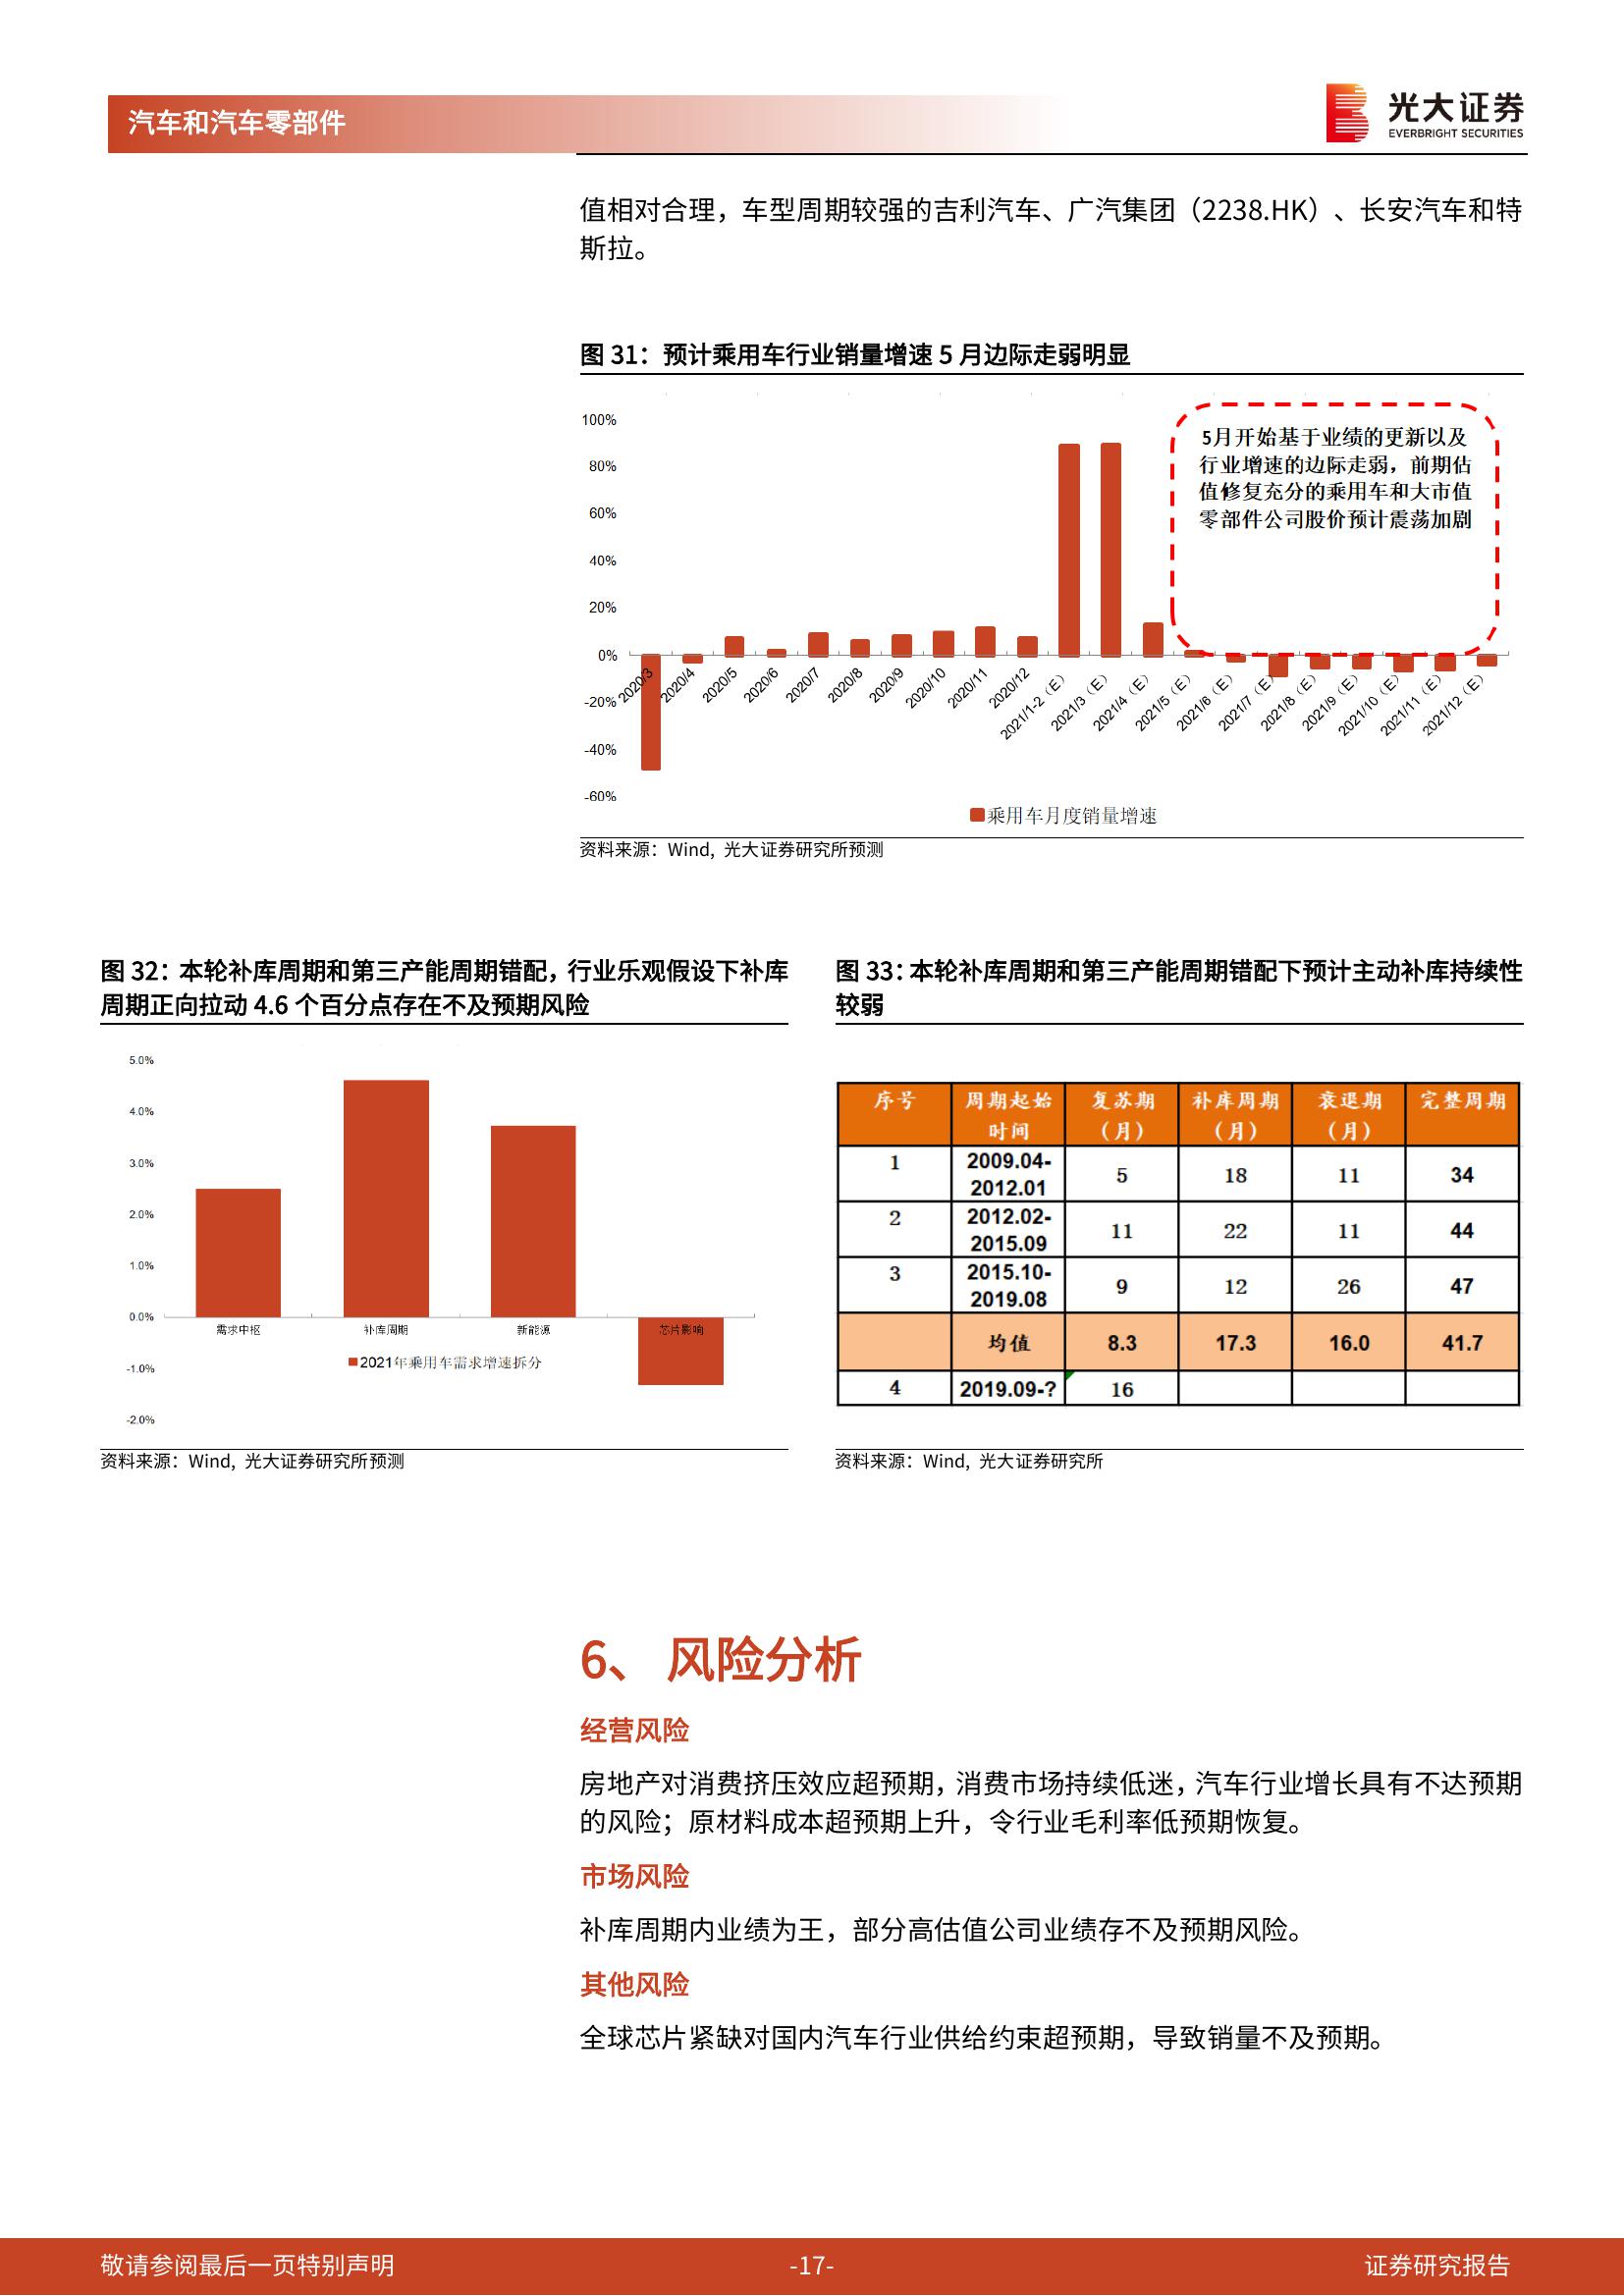 汽车和汽车零部件
光大证券
EVERBRIGHT SECURITIES
值相对合理，车型周期较强的吉利汽车、广汽集团（2238.HK）、长安汽车和特
斯拉。
图 31：预计乘用车行业销量增速 5 月边际走弱明显
100%
80%
60%
40%
20%
0%
-20%
-40%
-60%
5月开始基于业绩的更新以及
行业增速的边际走弱，前期估
值修复充分的乘用车和大市值
零部件公司股价预计震荡加剧
2020/3
2020/4
2020/5
2020/6
2020/7
2020/8
2020/9
2020/10
2020/11
2020/12
2021/1-2（E）
2021/3（E）
2021/4（E）
2021/5（E）
2021/6（E）
2021/7（E）
2021/8（E）
2021/9（E）
2021/10（E）
2021/11（E）
2021/12（E）
乘用车月度销量增速
资料来源：Wind，光大证券研究所预测
图 32：本轮补库周期和第三产能周期错配，行业乐观假设下补库
周期正向拉动 4.6 个百分点存在不及预期风险
5.0%
4.0%
3.0%
2.0%
1.0%
0.0%
-1.0%
-2.0%
需求中枢
补库周期
新能源
芯片影响
2021年乘用车需求增速拆分
资料来源：Wind，光大证券研究所预测
图 33：本轮补库周期和第三产能周期错配下预计主动补库持续性
较弱
序号 周期起始 复苏期 补库周期 衰退期 完整周期
时间 （月） （月） （月）
1 2009.04-2012.01 5 18 11 34
2 2012.02-2015.09 11 22 11 44
3 2015.10-2019.08 9 12 26 47
均值 8.3 17.3 16.0 41.7
4 2019.09-? 16
资料来源：Wind，光大证券研究所
6、 风险分析
经营风险
房地产对消费挤压效应超预期，消费市场持续低迷，汽车行业增长具有不达预期
的风险；原材料成本超预期上升，令行业毛利率低预期恢复。
市场风险
补库周期内业绩为王，部分高估值公司业绩存不及预期风险。
其他风险
全球芯片紧缺对国内汽车行业供给约束超预期，导致销量不及预期。
敬请参阅最后一页特别声明
-17-
证券研究报告